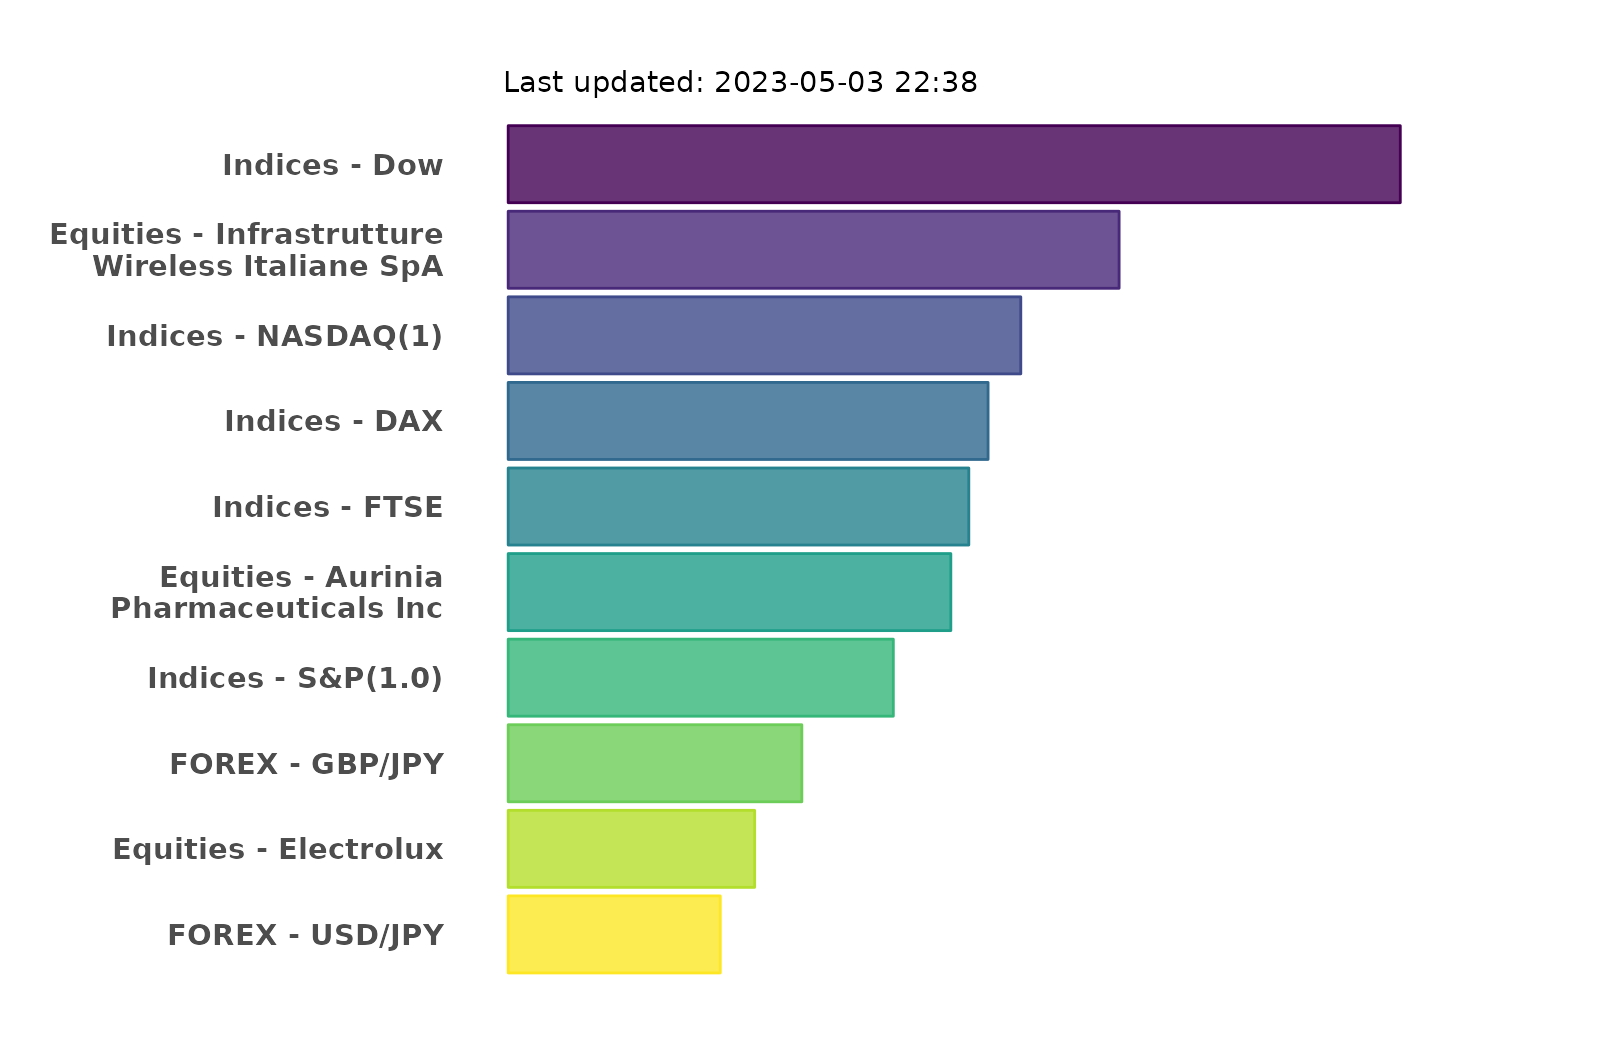 Last updated: 2023-05-03 22:38
Indices - Dow
Equities - Infrastrutture
Wireless Italiane SpA
Indices - NASDAQ(1)
Indices - DAX
Indices - FTSE
Equities - Aurinia
Pharmaceuticals Inc
Indices - S&P(1.0)
FOREX - GBP/JPY
Equities - Electrolux
FOREX - USD/JPY